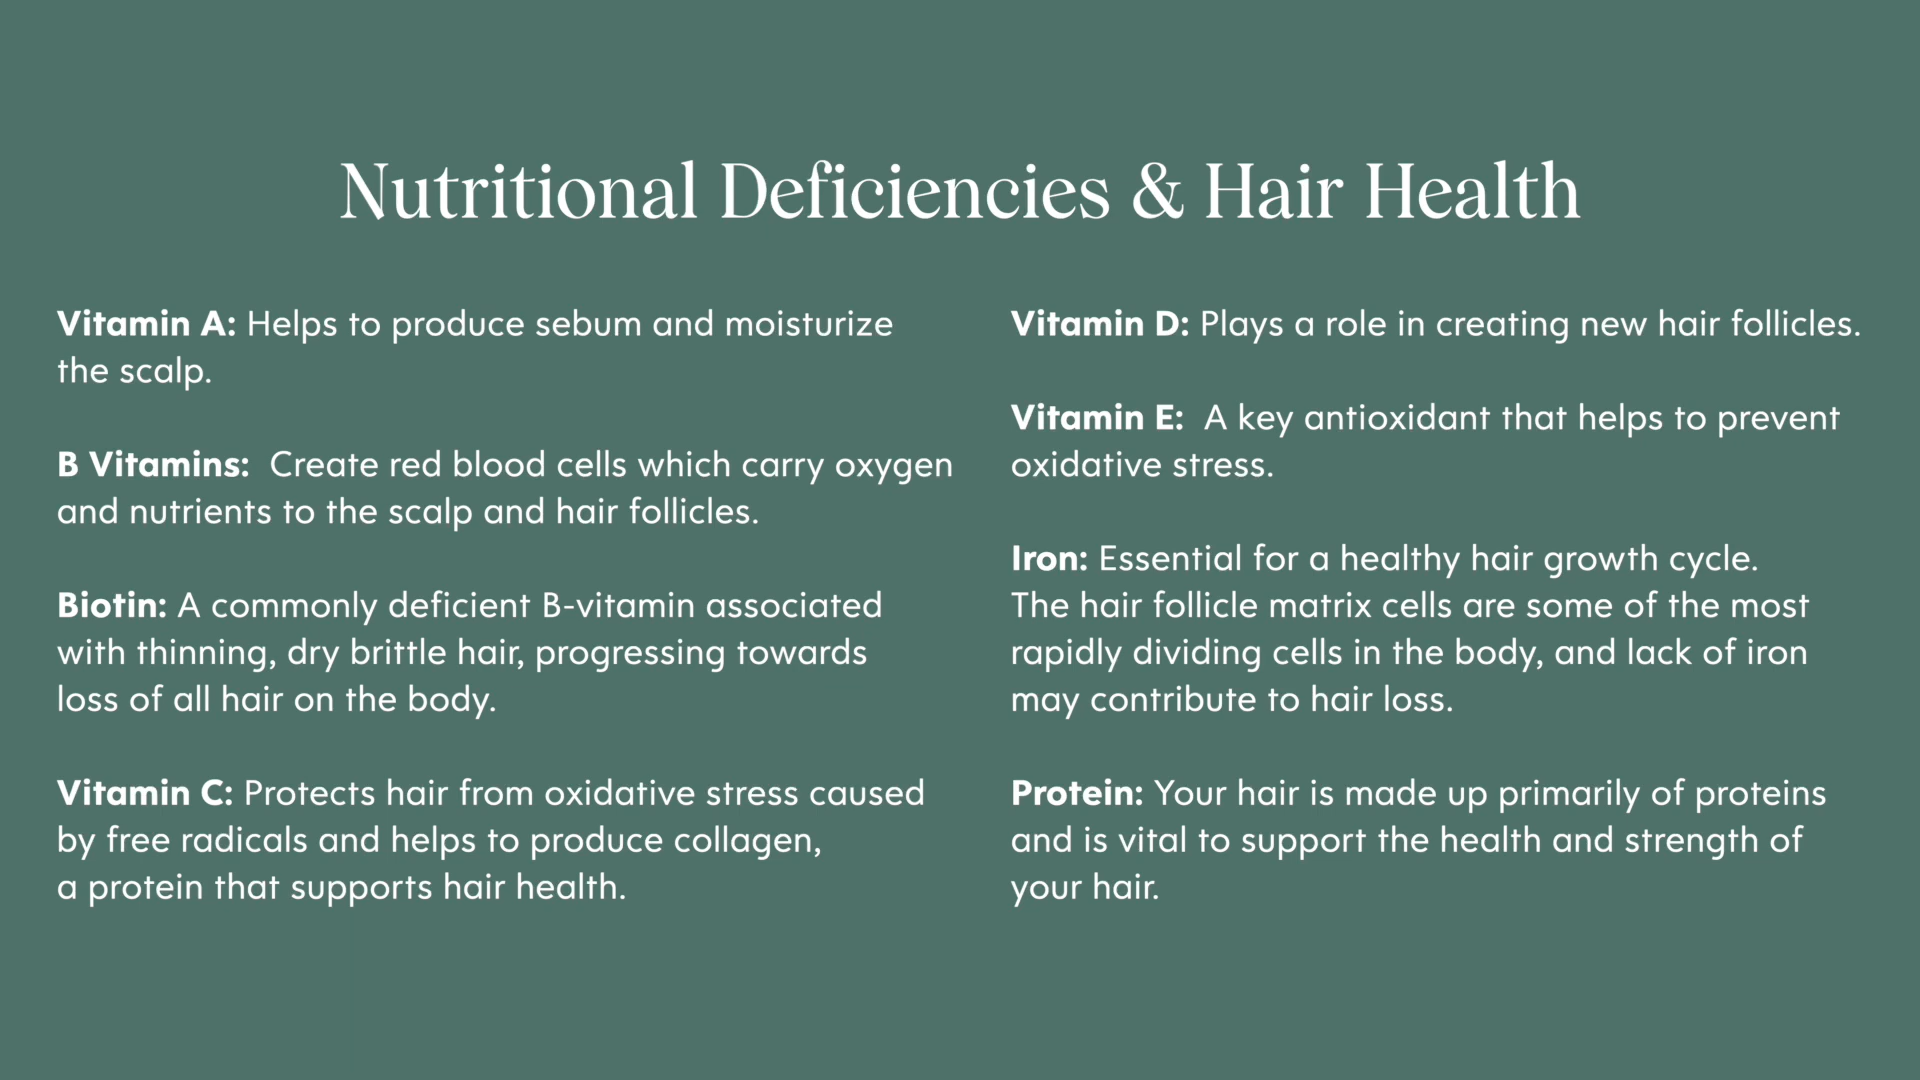 Nutritional Deficiencies & Hair Health
Vitamin A: Helps to produce sebum and moisturize
the scalp.
B Vitamins: Create red blood cells which carry oxygen
and nutrients to the scalp and hair follicles.
Biotin: A commonly deficient B-vitamin associated
with thinning, dry brittle hair, progressing towards
loss of all hair on the body.
Vitamin C: Protects hair from oxidative stress caused
by free radicals and helps to produce collagen,
a protein that supports hair health.
Vitamin D: Plays a role in creating new hair follicles.
Vitamin E: A key antioxidant that helps to prevent
oxidative stress.
Iron: Essential for a healthy hair growth cycle.
The hair follicle matrix cells are some of the most
rapidly dividing cells in the body, and lack of iron
may contribute to hair loss.
Protein: Your hair is made up primarily of proteins
and is vital to support the health and strength of
your hair.